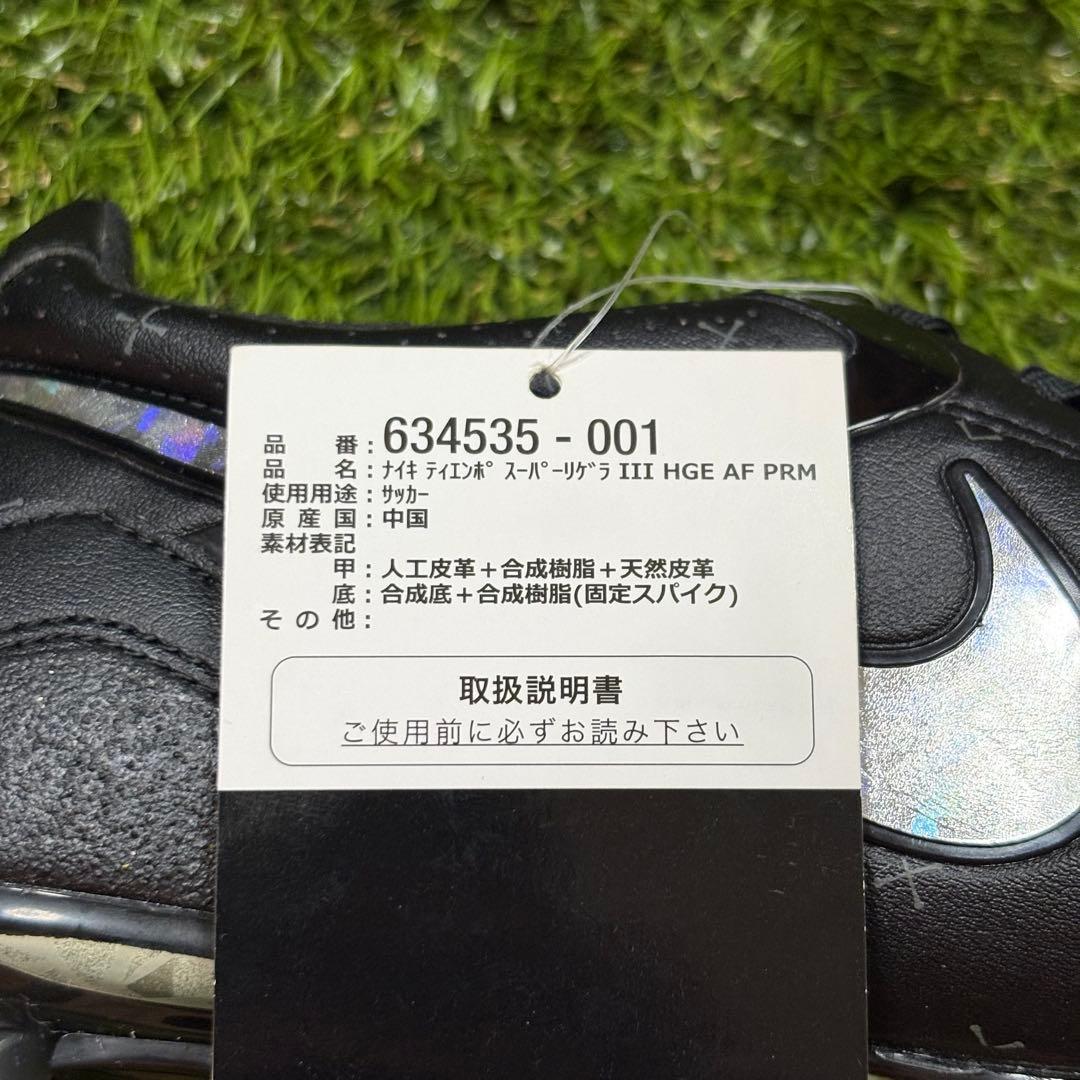 品番：634535 - 001
品名：ﾅｲｷ ﾃｨｴﾝﾎﾟ ｽｰﾊﾟｰﾘｹﾞﾗ III HGE AF PRM
使用用途：ｻｯｶｰ
原産国：中国
素材表記
甲：人工皮革＋合成樹脂＋天然皮革
底：合成底＋合成樹脂(固定スパイク)
その他：
取扱説明書
ご使用前に必ずお読み下さい